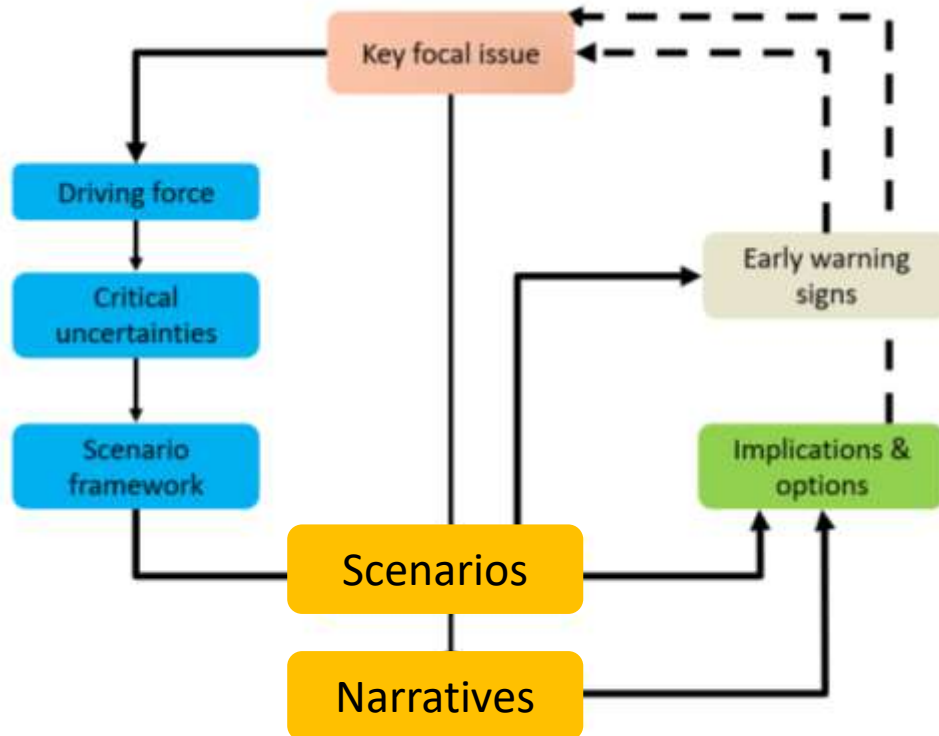 Key focal issue
Driving force
Critical
uncertainties
Scenario
framework
Early warning
signs
Implications &
options
Scenarios
Narratives